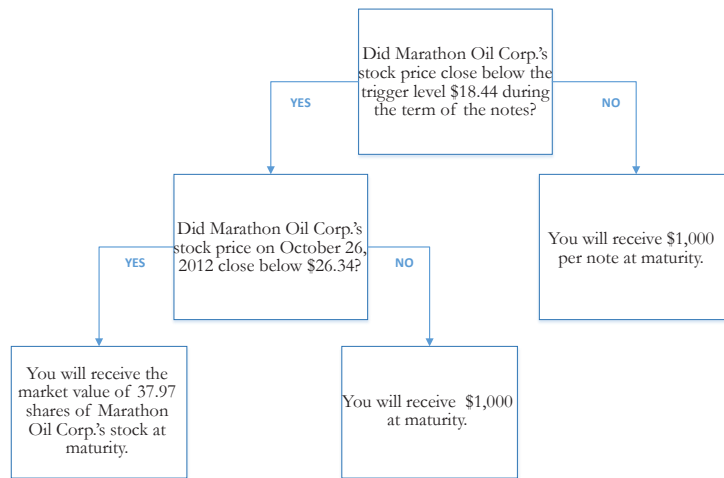 Did Marathon Oil Corp.'s
stock price close below the
trigger level $18.44 during
the term of the notes?
YES
NO
Did Marathon Oil Corp.'s
stock price on October 26,
2012 close below $26.34?
You will receive $1,000
per note at maturity.
YES
NO
You will receive the
market value of 37.97
shares of Marathon
Oil Corp.'s stock at
maturity.
You will receive $1,000
at maturity.